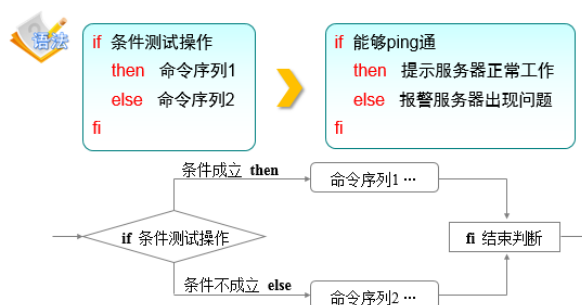 语法
if 条件测试操作
then 命令序列1
else 命令序列2
fi
if 能够ping通
then 提示服务器正常工作
else 报警服务器出现问题
fi
条件成立 then
命令序列1 …
if 条件测试操作
fi 结束判断
条件不成立 else
命令序列2 …